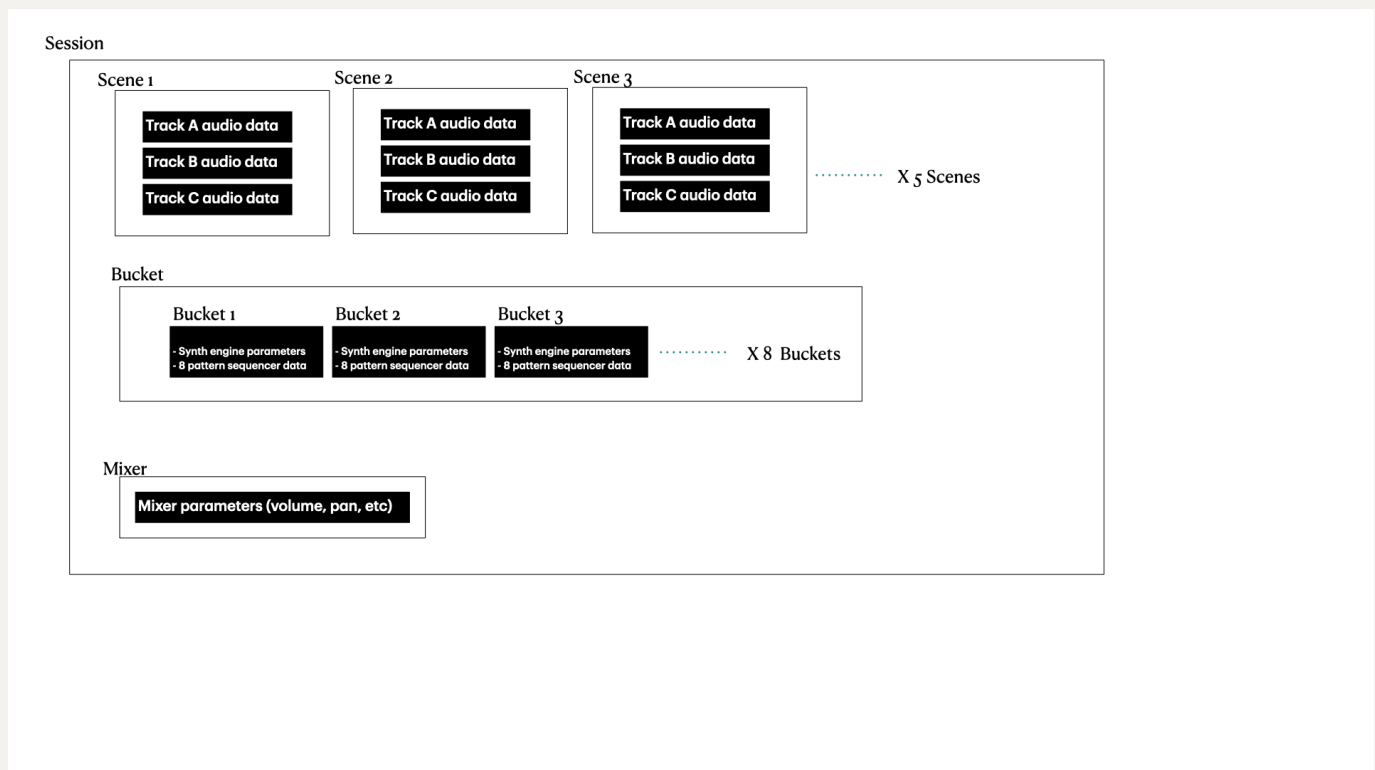 Session
Scene 1
Track A audio data
Track B audio data
Track C audio data
Scene 2
Track A audio data
Track B audio data
Track C audio data
Scene 3
Track A audio data
Track B audio data
Track C audio data
X 5 Scenes
Bucket
Bucket 1
- Synth engine parameters
- 8 pattern sequencer data
Bucket 2
- Synth engine parameters
- 8 pattern sequencer data
Bucket 3
- Synth engine parameters
- 8 pattern sequencer data
X 8 Buckets
Mixer
Mixer parameters (volume, pan, etc)